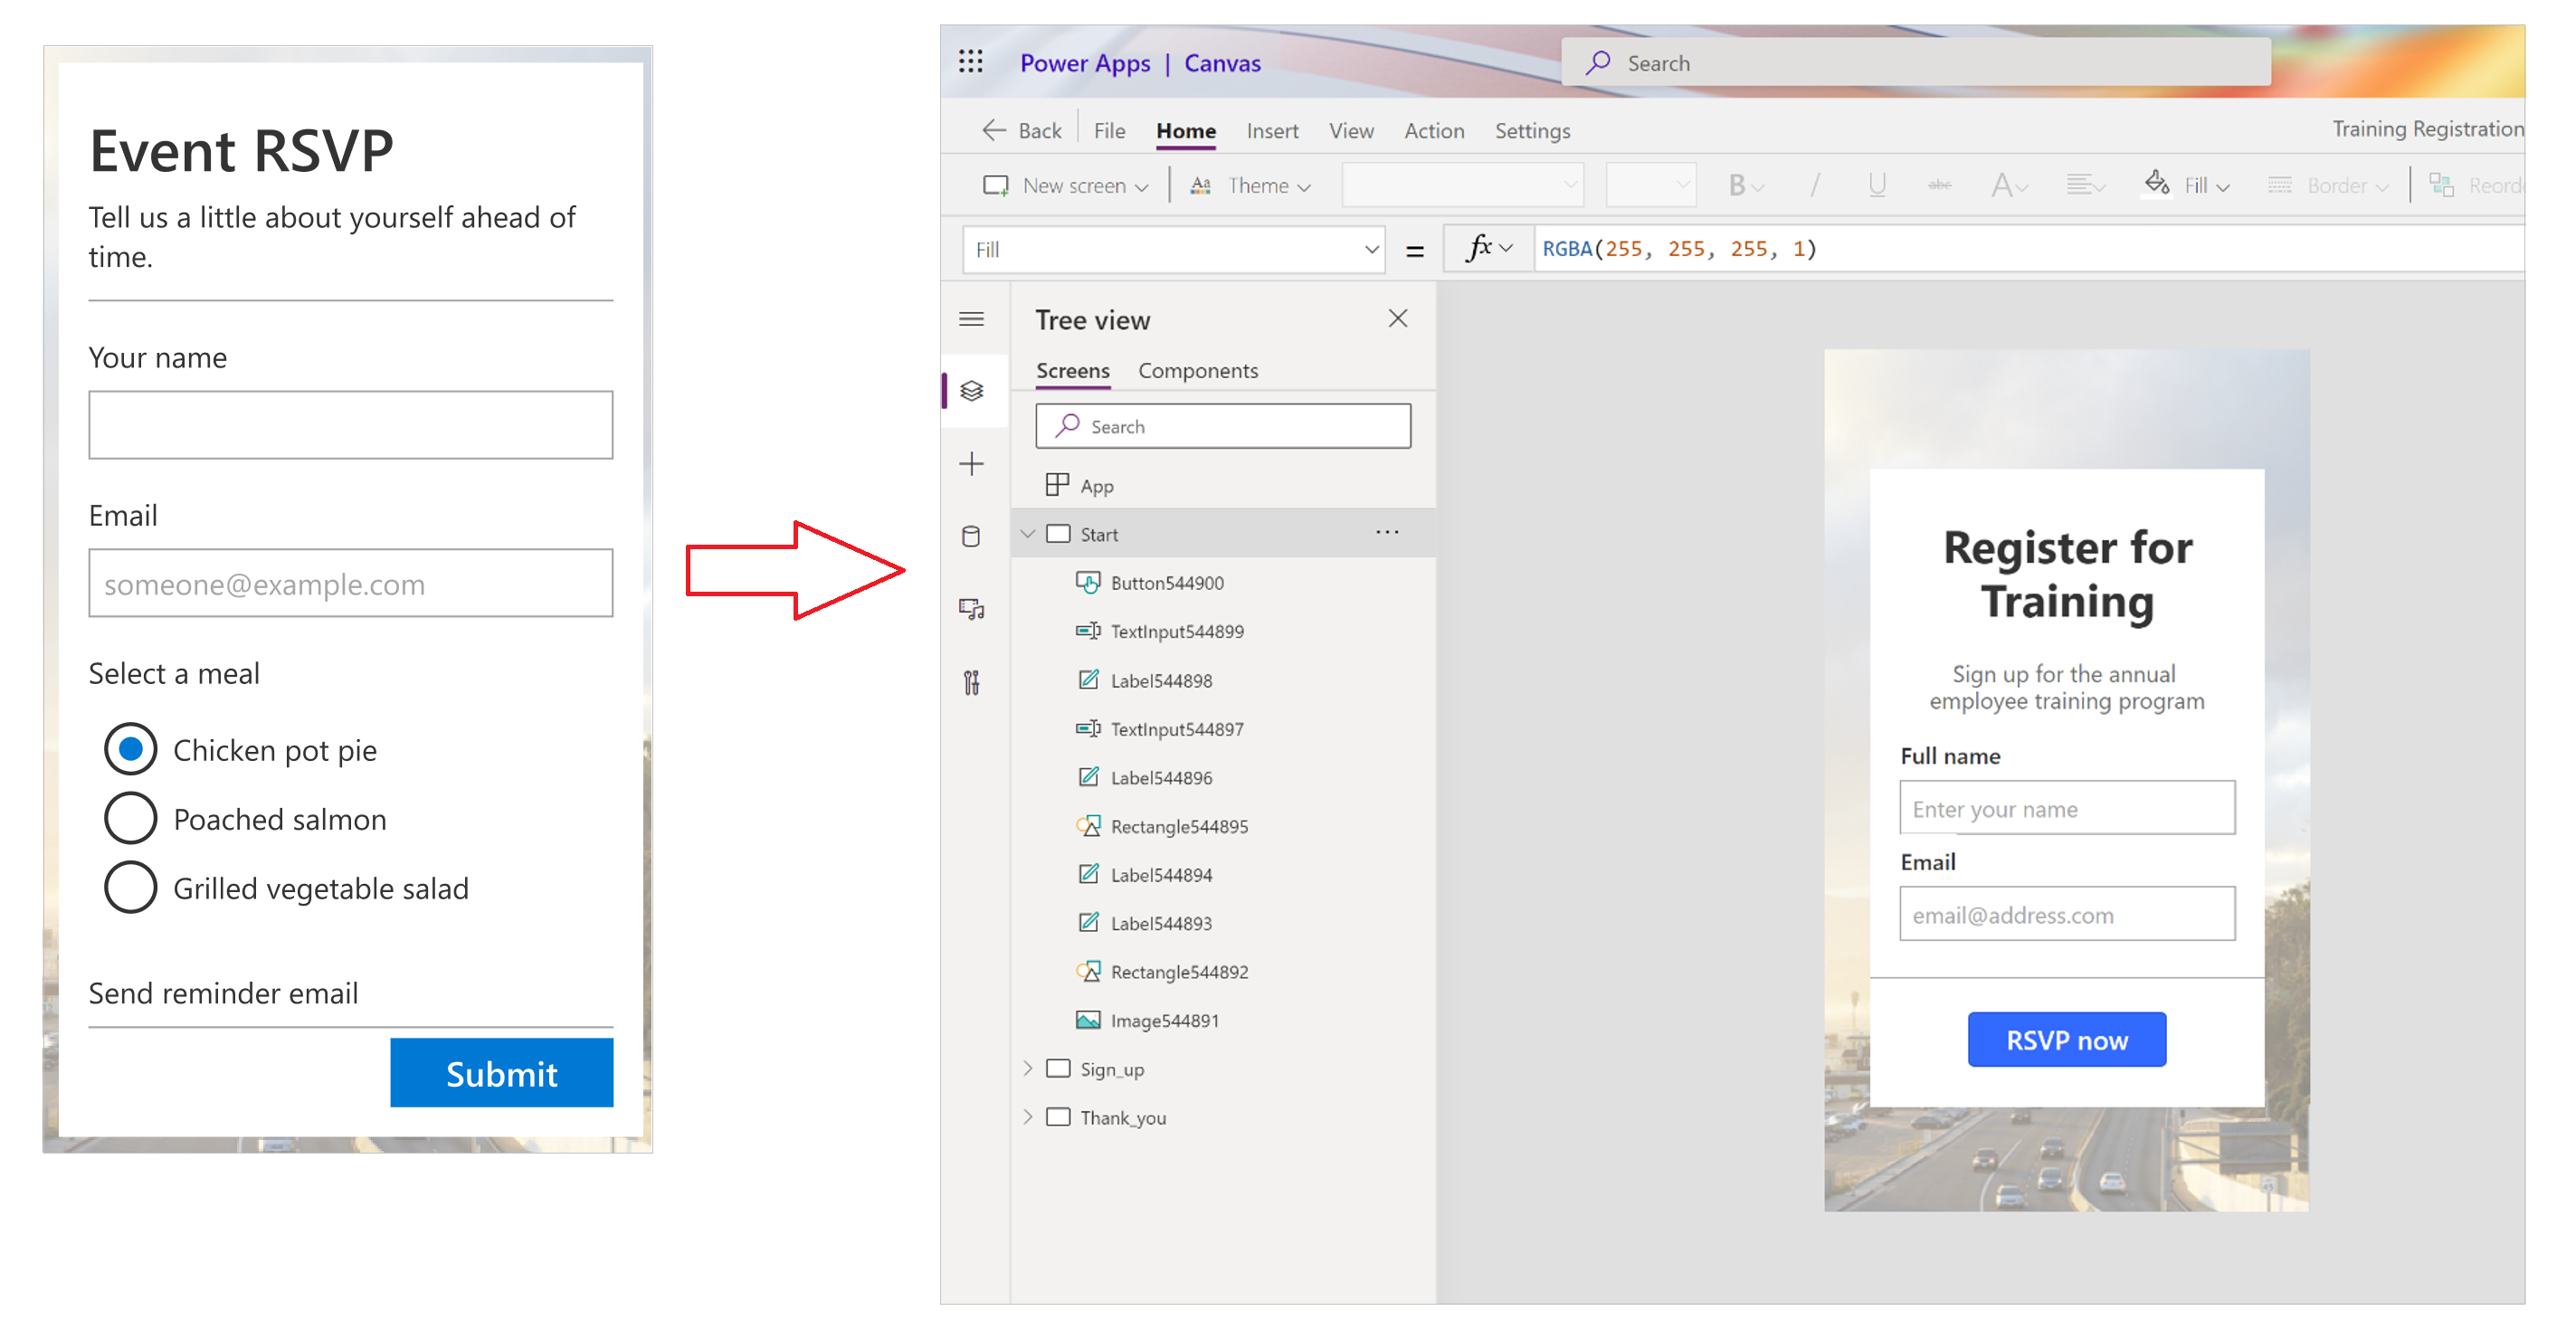 Event RSVP
Tell us a little about yourself ahead of
time.
Your name
Email
someone@example.com
Select a meal
Chicken pot pie
Poached salmon
Grilled vegetable salad
Send reminder email
Submit
Power Apps | Canvas
Search
Back File Home Insert View Action Settings
Training Registration
New screen Theme B I U abc A Fill Border Reord
Fill = fx RGBA(255, 255, 255, 1)
Tree view
Screens Components
Search
App
Start
Button544900
TextInput544899
Label544898
TextInput544897
Label544896
Rectangle544895
Label544894
Label544893
Rectangle544892
Image544891
Sign_up
Thank_you
Register for
Training
Sign up for the annual
employee training program
Full name
Enter your name
Email
email@address.com
RSVP now